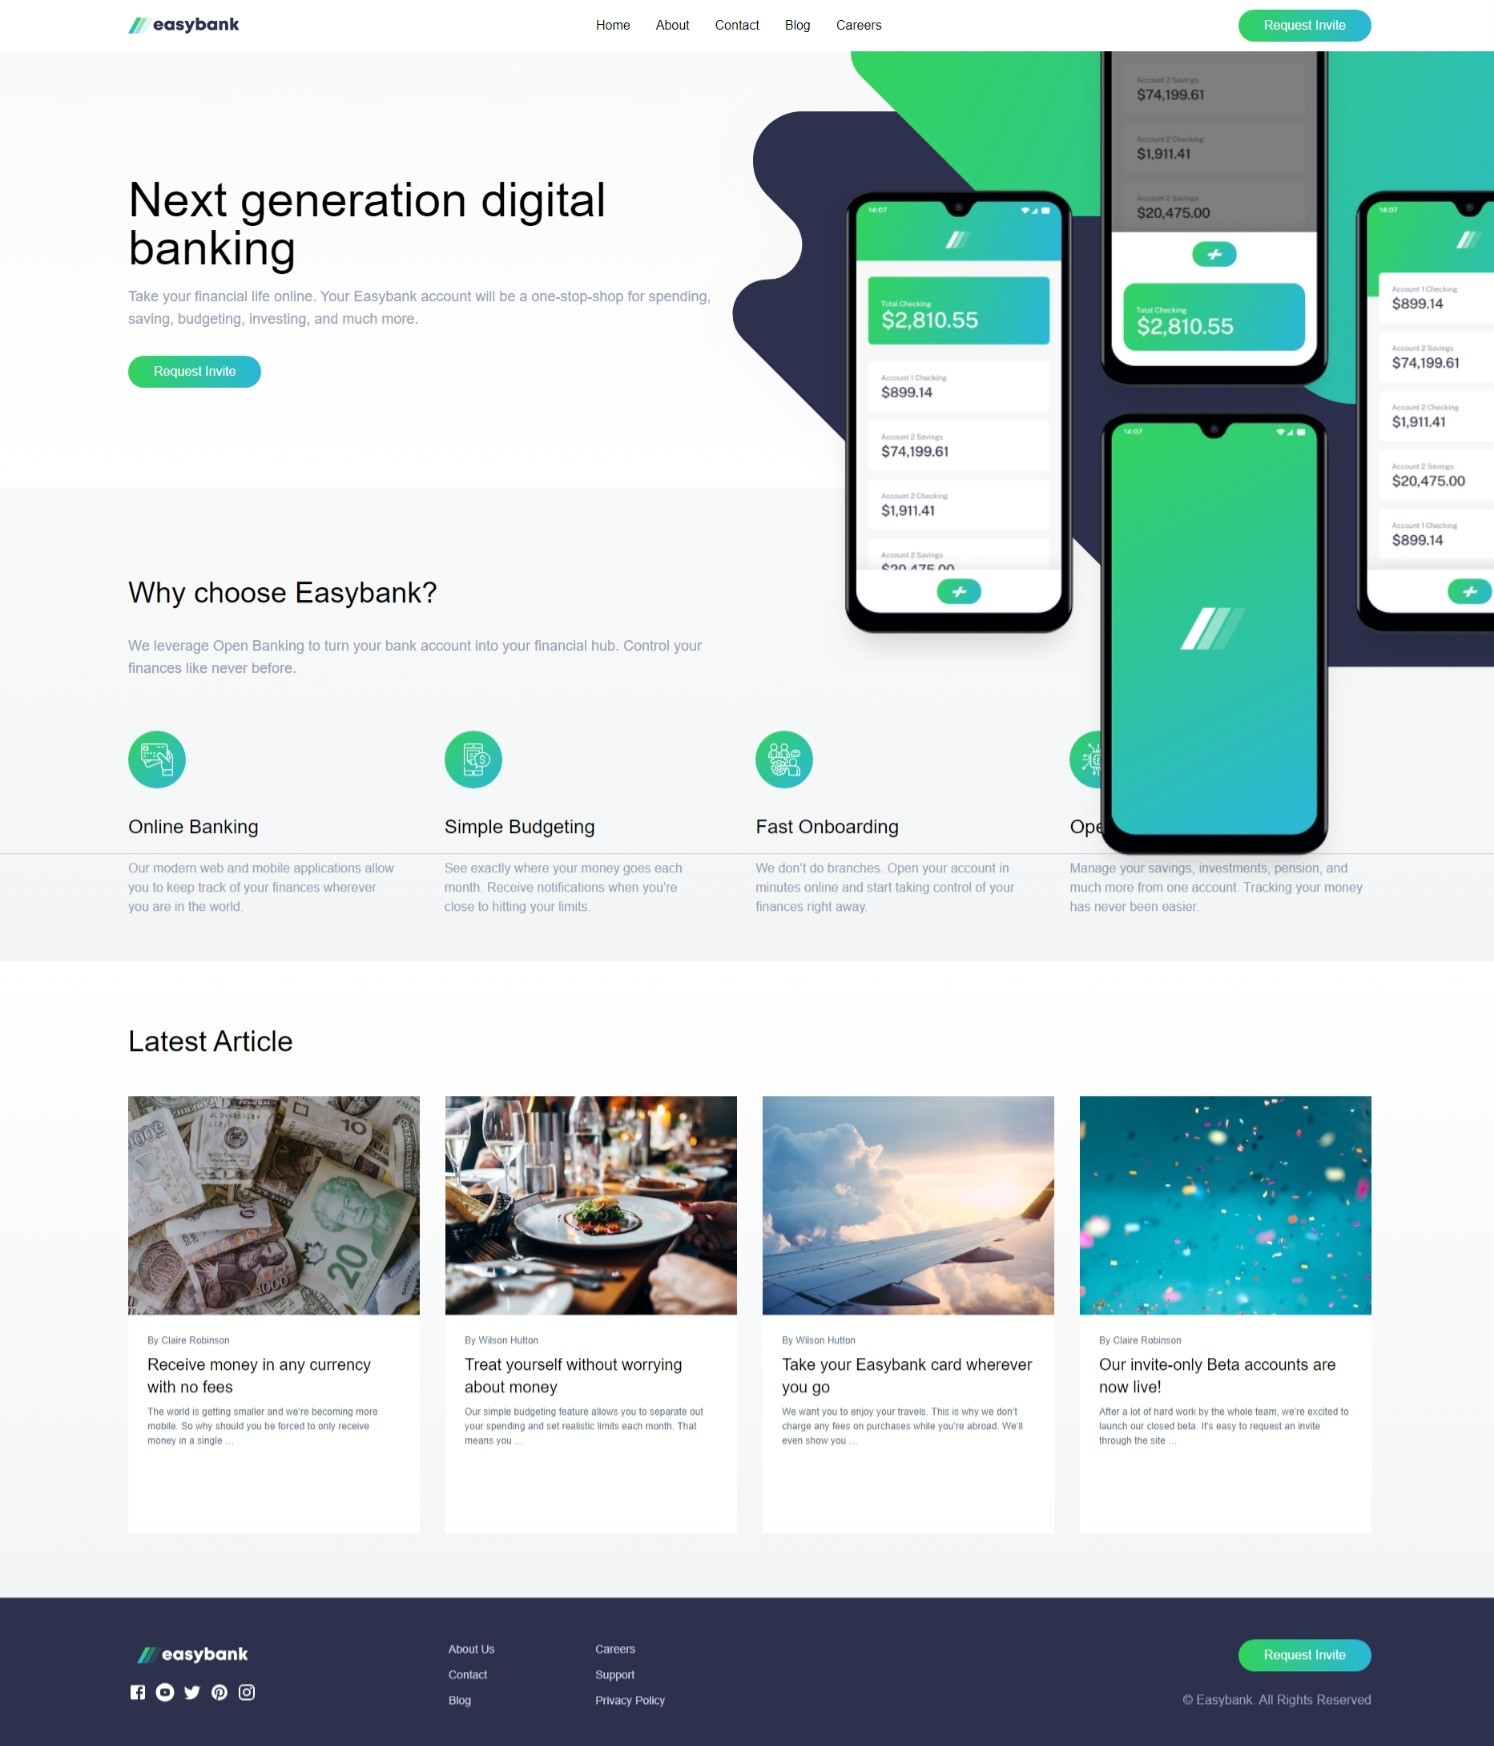 easybank
Home About Contact Blog Careers
Request Invite
Next generation digital
banking
Take your financial life online. Your Easybank account will be a one-stop-shop for spending,
saving, budgeting, investing, and much more.
Request Invite
14:07
Total Checking
$2,810.55
Account 1 Checking
$899.14
Account 2 Savings
$74,199.61
Account 2 Checking
$1,911.41
Account 2 Savings
$20,475.00
Account 2 Savings
$74,199.61
Account 2 Checking
$1,911.41
Account 2 Savings
$20,475.00
Total Checking
$2,810.55
14:07
14:07
Account 1 Checking
$899.14
Account 2 Savings
$74,199.61
Account 2 Checking
$1,911.41
Account 2 Savings
$20,475.00
Account 1 Checking
$899.14
Why choose Easybank?
We leverage Open Banking to turn your bank account into your financial hub. Control your
finances like never before.
Online Banking
Our modern web and mobile applications allow
you to keep track of your finances wherever
you are in the world.
Simple Budgeting
See exactly where your money goes each
month. Receive notifications when you're
close to hitting your limits.
Fast Onboarding
We don't do branches. Open your account in
minutes online and start taking control of your
finances right away.
Ope
Manage your savings, investments, pension, and
much more from one account. Tracking your money
has never been easier.
Latest Article
By Claire Robinson
Receive money in any currency
with no fees
The world is getting smaller and we're becoming more
mobile. So why should you be forced to only receive
money in a single ...
By Wilson Hutton
Treat yourself without worrying
about money
Our simple budgeting feature allows you to separate out
your spending and set realistic limits each month. That
means you ...
By Wilson Hutton
Take your Easybank card wherever
you go
We want you to enjoy your travels. This is why we don't
charge any fees on purchases while you're abroad. We'll
even show you ...
By Claire Robinson
Our invite-only Beta accounts are
now live!
After a lot of hard work by the whole team, we're excited to
launch our closed beta. It's easy to request an invite
through the site ...
easybank
About Us
Contact
Blog
Careers
Support
Privacy Policy
Request Invite
© Easybank. All Rights Reserved